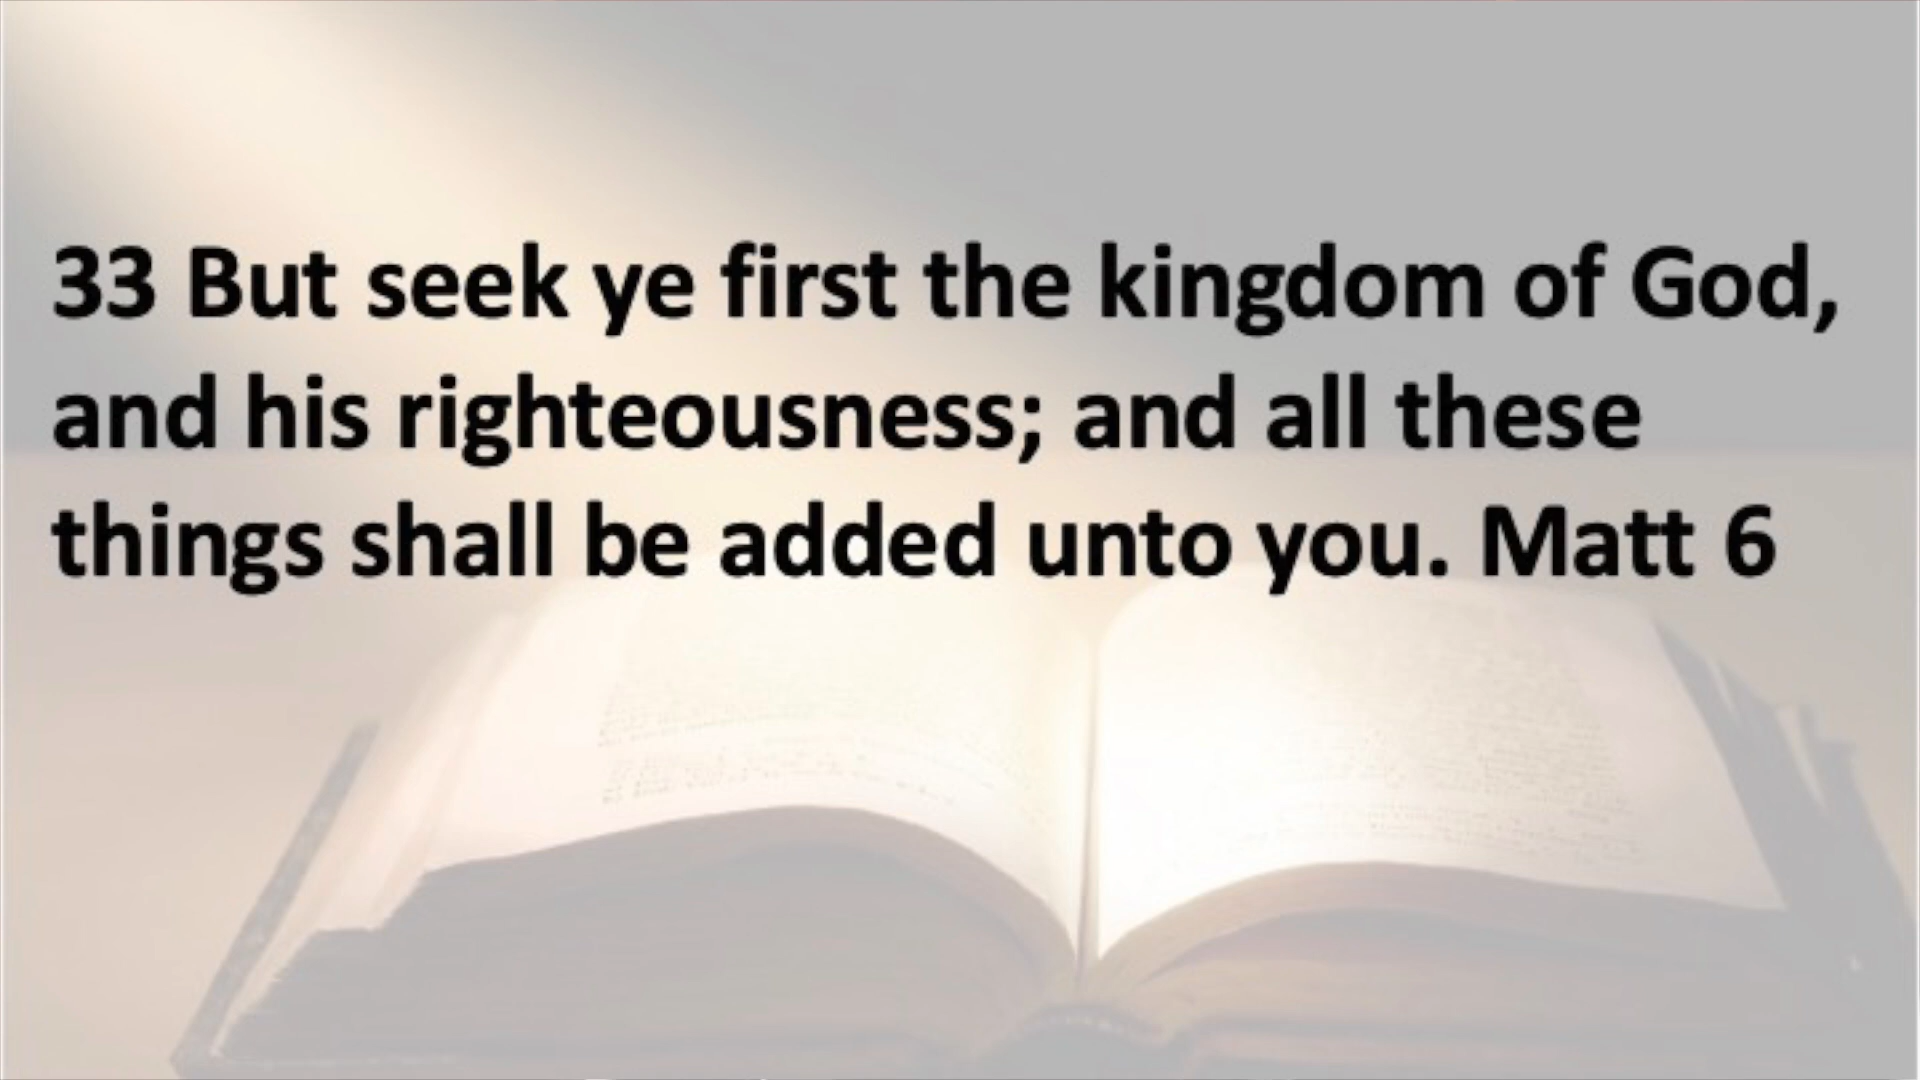 33 But seek ye first the kingdom of God,
and his righteousness; and all these
things shall be added unto you. Matt 6